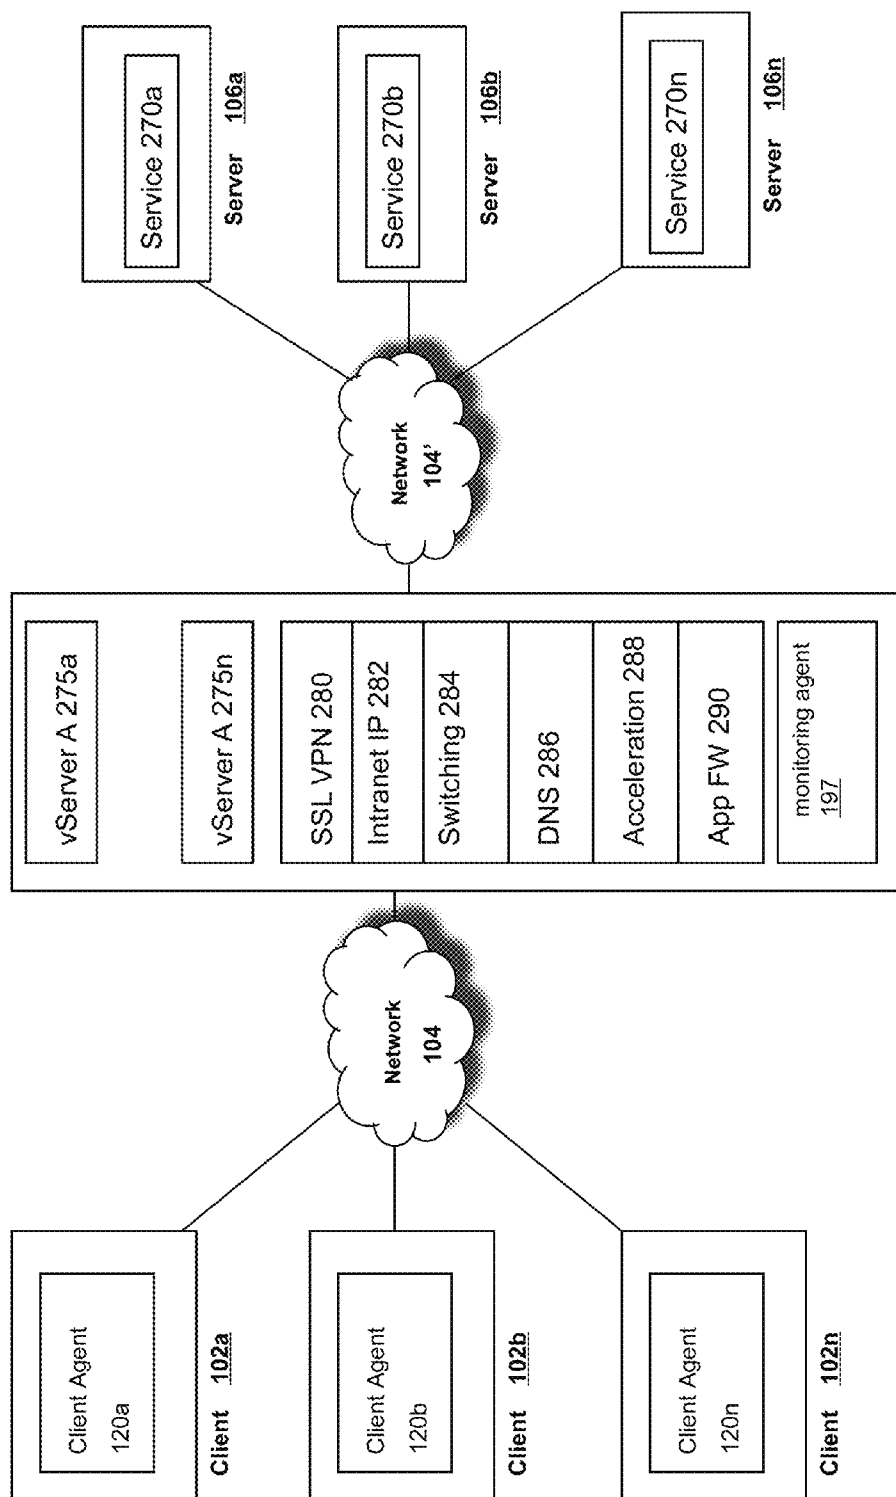 Client Agent
120a
Client 102a
Client Agent
120b
Client 102b
Client Agent
120n
Client 102n
Network
104
vServer A 275a
vServer A 275n
SSL VPN 280
Intranet IP 282
Switching 284
DNS 286
Acceleration 288
App FW 290
monitoring agent
197
Network
104'
Service 270a
Server 106a
Service 270b
Server 106b
Service 270n
Server 106n